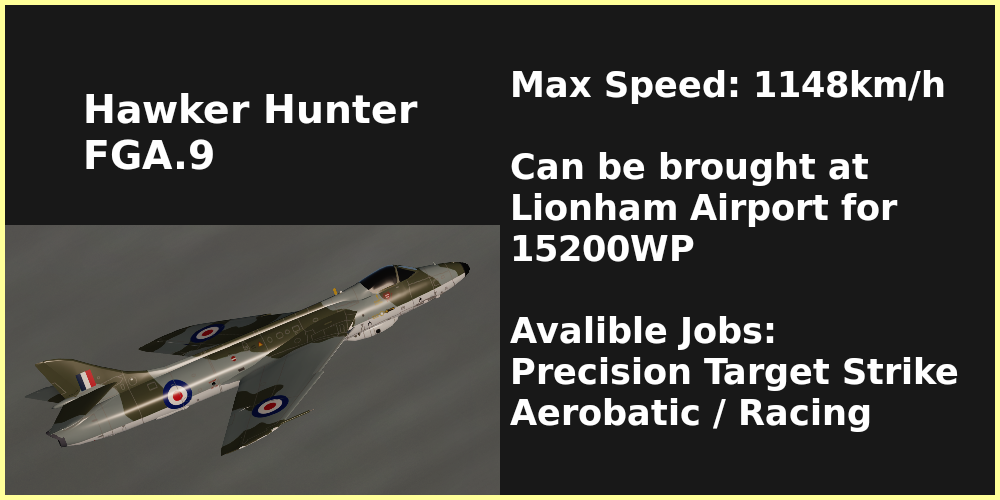 Hawker Hunter
FGA.9
Max Speed: 1148km/h
Can be brought at
Lionham Airport for
15200WP
Avalible Jobs:
Precision Target Strike
Aerobatic / Racing